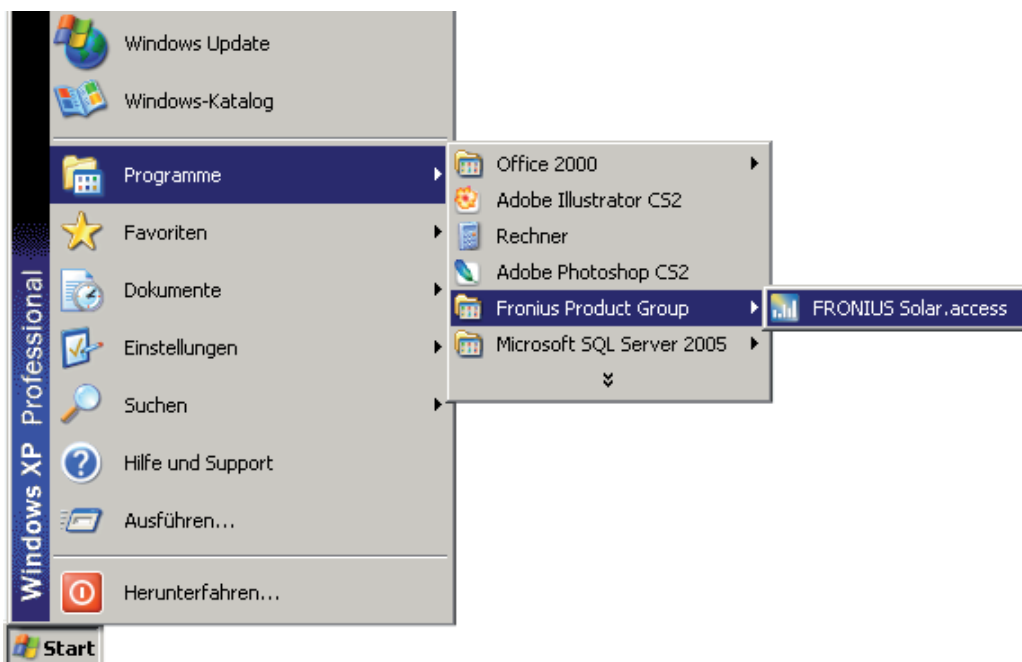 Windows Update
Windows-Katalog
Programme
Favoriten
Dokumente
Einstellungen
Suchen
Hilfe und Support
Ausführen...
Herunterfahren...
Windows XP Professional
Start
Office 2000
Adobe Illustrator CS2
Rechner
Adobe Photoshop CS2
Fronius Product Group
Microsoft SQL Server 2005
FRONIUS Solar.access